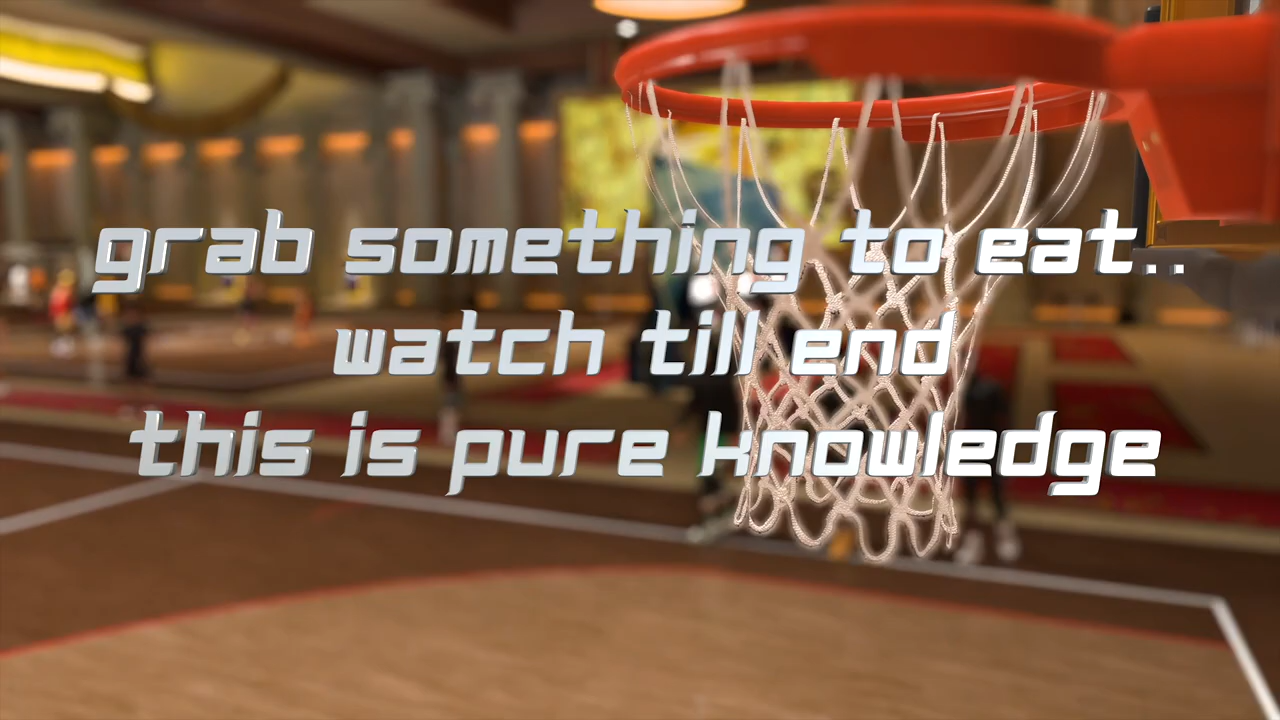 grab something to eat..
watch till end
this is pure knowledge